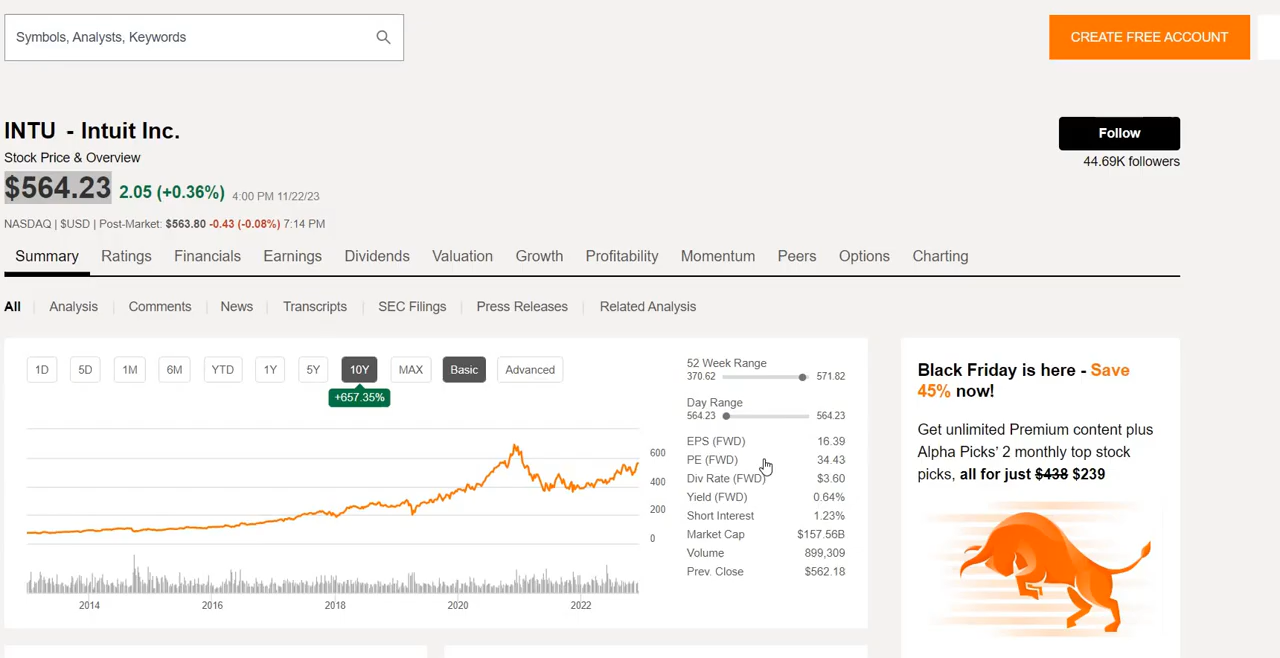 Symbols, Analysts, Keywords
CREATE FREE ACCOUNT
INTU - Intuit Inc.
Follow
Stock Price & Overview
44.69K followers
$564.23 2.05 (+0.36%) 4:00 PM 11/22/23
NASDAQ | $USD | Post-Market: $563.80 -0.43 (-0.08%) 7:14 PM
Summary Ratings Financials Earnings Dividends Valuation Growth Profitability Momentum Peers Options Charting
All Analysis Comments News Transcripts SEC Filings Press Releases Related Analysis
1D 5D 1M 6M YTD 1Y 5Y 10Y MAX Basic Advanced
+657.35%
600
400
200
0
2014 2016 2018 2020 2022
52 Week Range
370.62 571.82
Day Range
564.23 564.23
EPS (FWD) 16.39
PE (FWD) 34.43
Div Rate (FWD) $3.60
Yield (FWD) 0.64%
Short Interest 1.23%
Market Cap $157.56B
Volume 899,309
Prev. Close $562.18
Black Friday is here - Save
45% now!
Get unlimited Premium content plus
Alpha Picks' 2 monthly top stock
picks, all for just $438 $239